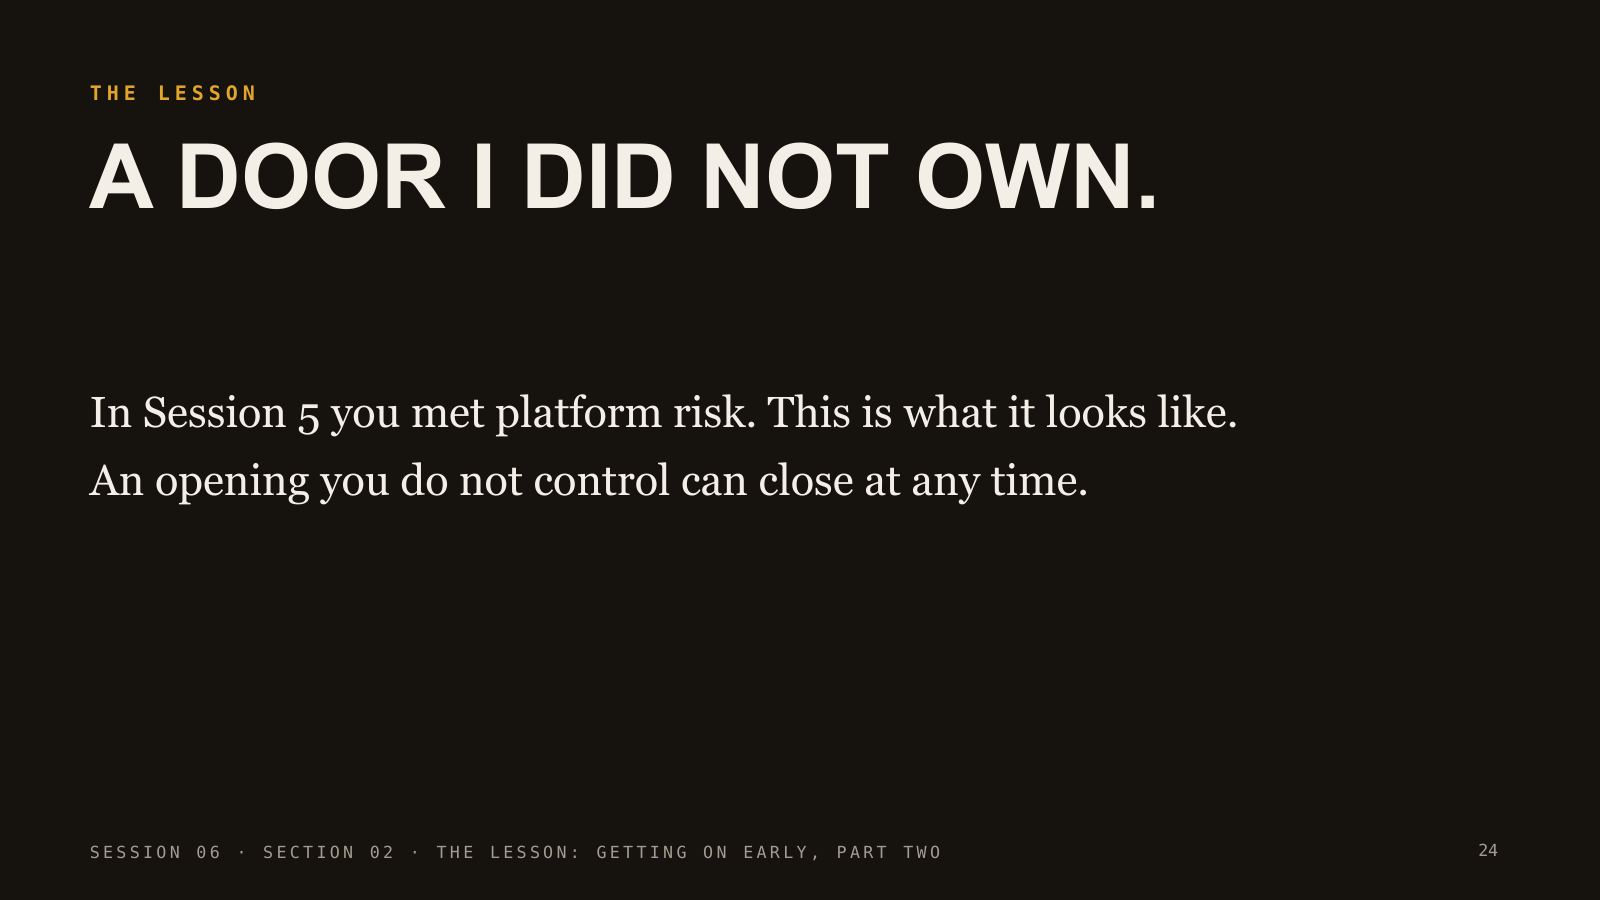 THE LESSON
A DOOR I DID NOT OWN.
In Session 5 you met platform risk. This is what it looks like.
An opening you do not control can close at any time.
SESSION 06 · SECTION 02 · THE LESSON: GETTING ON EARLY, PART TWO
24